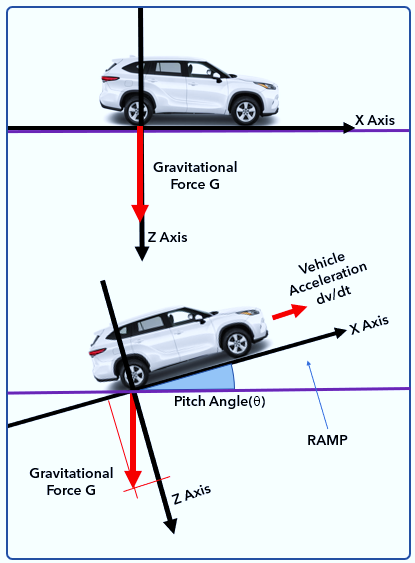 X Axis
Gravitational
Force G
Z Axis
Vehicle
Acceleration
dv/dt
X Axis
Pitch Angle(θ)
RAMP
Gravitational
Force G
Z Axis